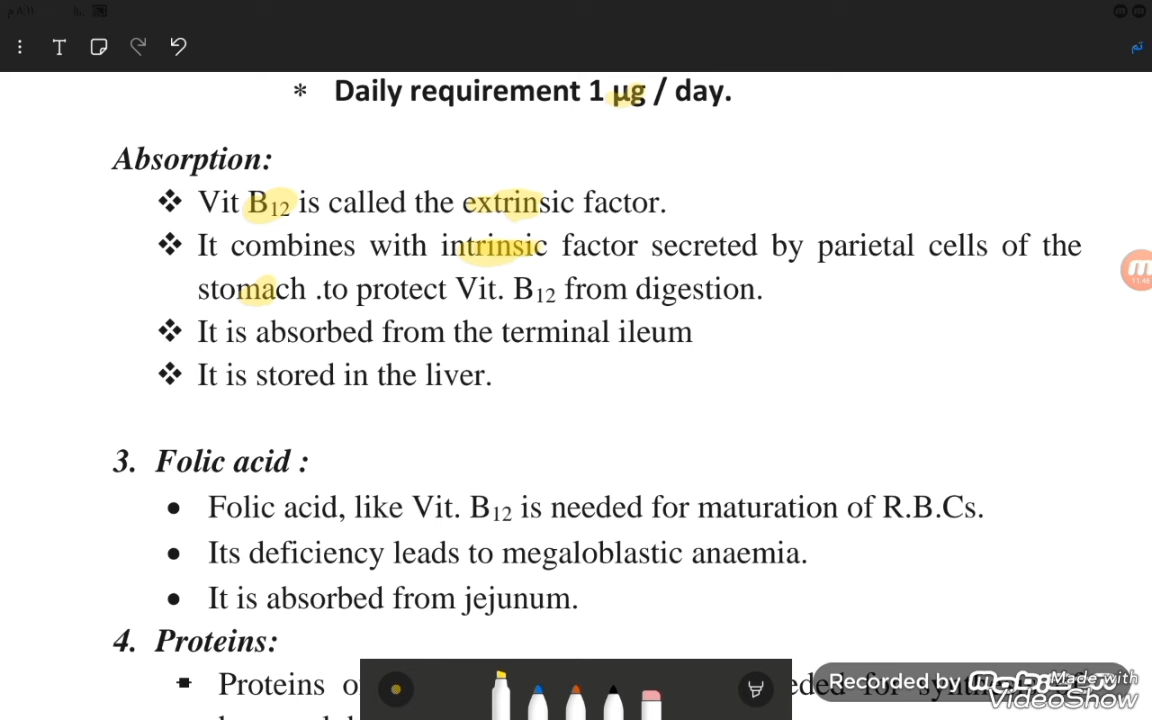 * Daily requirement 1 µg / day.
Absorption:
❖ Vit B12 is called the extrinsic factor.
❖ It combines with intrinsic factor secreted by parietal cells of the
stomach .to protect Vit. B12 from digestion.
❖ It is absorbed from the terminal ileum
❖ It is stored in the liver.
3. Folic acid :
• Folic acid, like Vit. B12 is needed for maturation of R.B.Cs.
• Its deficiency leads to megaloblastic anaemia.
• It is absorbed from jejunum.
4. Proteins:
Proteins
for
تم
11:46
Recorded by
Made with
VideoShow